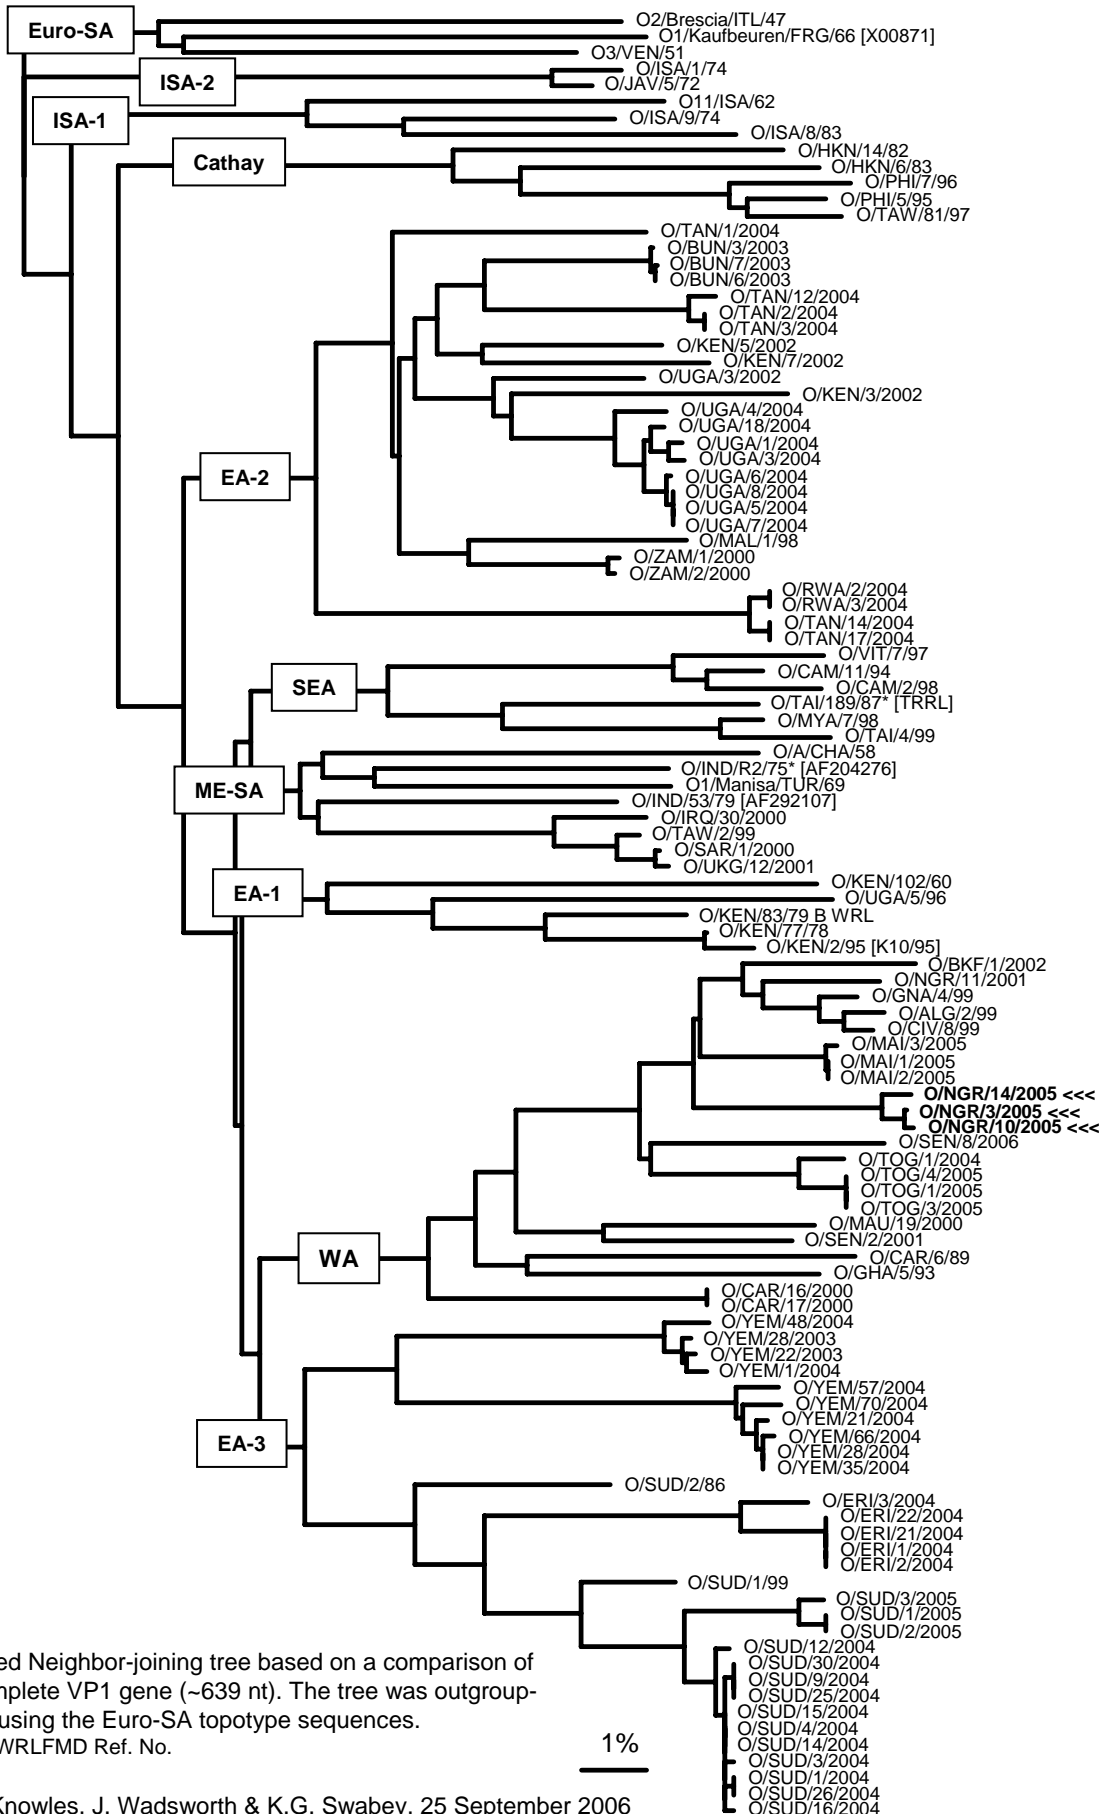 Euro-SA
O2/Brescia/ITL/47
O1/Kaufbeuren/FRG/66 [X00871]
O3/VEN/51
ISA-2
O/ISA/1/74
O/JAV/5/72
ISA-1
O11/ISA/62
O/ISA/9/74
O/ISA/8/83
Cathay
O/HKN/14/82
O/HKN/6/83
O/PHI/7/96
O/PHI/5/95
O/TAW/81/97
O/TAN/1/2004
O/BUN/3/2003
O/BUN/7/2003
O/BUN/6/2003
O/TAN/12/2004
O/TAN/2/2004
O/TAN/3/2004
O/KEN/5/2002
O/KEN/7/2002
O/UGA/3/2002
O/KEN/3/2002
O/UGA/4/2004
O/UGA/18/2004
O/UGA/1/2004
O/UGA/3/2004
EA-2
O/UGA/6/2004
O/UGA/8/2004
O/UGA/5/2004
O/UGA/7/2004
O/MAL/1/98
O/ZAM/1/2000
O/ZAM/2/2000
O/RWA/2/2004
O/RWA/3/2004
O/TAN/14/2004
O/TAN/17/2004
O/VIT/7/97
O/CAM/11/94
SEA
O/CAM/2/98
O/TAI/189/87* [TRRL]
O/MYA/7/98
O/TAI/4/99
O/A/CHA/58
O/IND/R2/75* [AF204276]
O1/Manisa/TUR/69
ME-SA
O/IND/53/79 [AF292107]
O/IRQ/30/2000
O/TAW/2/99
O/SAR/1/2000
O/UKG/12/2001
O/KEN/102/60
EA-1
O/UGA/5/96
O/KEN/83/79 B WRL
O/KEN/77/78
O/KEN/2/95 [K10/95]
O/BKF/1/2002
O/NGR/11/2001
O/GNA/4/99
O/ALG/2/99
O/CIV/8/99
O/MAI/3/2005
O/MAI/1/2005
O/MAI/2/2005
O/NGR/14/2005 <<<
O/NGR/3/2005 <<<
O/NGR/10/2005 <<<
O/SEN/8/2006
O/TOG/1/2004
O/TOG/4/2005
O/TOG/1/2005
O/TOG/3/2005
O/MAU/19/2000
O/SEN/2/2001
WA
O/CAR/6/89
O/GHA/5/93
O/CAR/16/2000
O/CAR/17/2000
O/YEM/48/2004
O/YEM/28/2003
O/YEM/22/2003
O/YEM/1/2004
O/YEM/57/2004
O/YEM/70/2004
O/YEM/21/2004
O/YEM/66/2004
EA-3
O/YEM/28/2004
O/YEM/35/2004
O/SUD/2/86
O/ERI/3/2004
O/ERI/22/2004
O/ERI/21/2004
O/ERI/1/2004
O/ERI/2/2004
O/SUD/1/99
O/SUD/3/2005
O/SUD/1/2005
O/SUD/2/2005
O/SUD/12/2004
O/SUD/30/2004
O/SUD/9/2004
O/SUD/25/2004
O/SUD/15/2004
O/SUD/4/2004
O/SUD/14/2004
O/SUD/3/2004
O/SUD/1/2004
O/SUD/26/2004
O/SUD/16/2004
ed Neighbor-joining tree based on a comparison of
nplete VP1 gene (~639 nt). The tree was outgroup-
using the Euro-SA topotype sequences.
WRLFMD Ref. No.
1%
Knowles, J. Wadsworth & K.G. Swabey, 25 September 2006